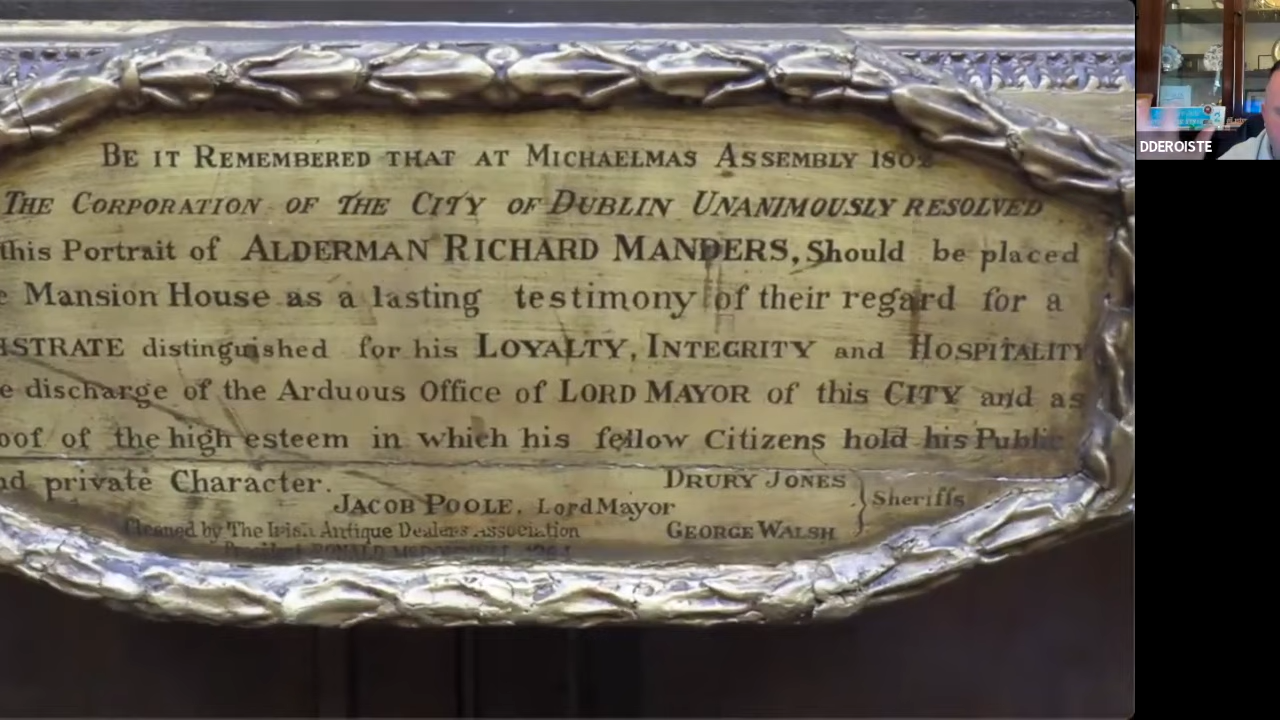 BE IT REMEMBERED THAT AT MICHAELMAS ASSEMBLY 1802
THE CORPORATION OF THE CITY OF DUBLIN UNANIMOUSLY RESOLVED
this Portrait of ALDERMAN RICHARD MANDERS, Should be placed
Mansion House as a lasting testimony of their regard for a
distinguished for his LOYALTY, INTEGRITY and HOSPITALITY
discharge of the Arduous Office of LORD MAYOR of this CITY and as
of the high esteem in which his fellow Citizens hold his Public
private Character.
DRURY JONES
JACOB POOLE, Lord Mayor
Sheriffs
GEORGE WALSH
Cleaned by The Irish Antique Dealers Association
DDEROISTE